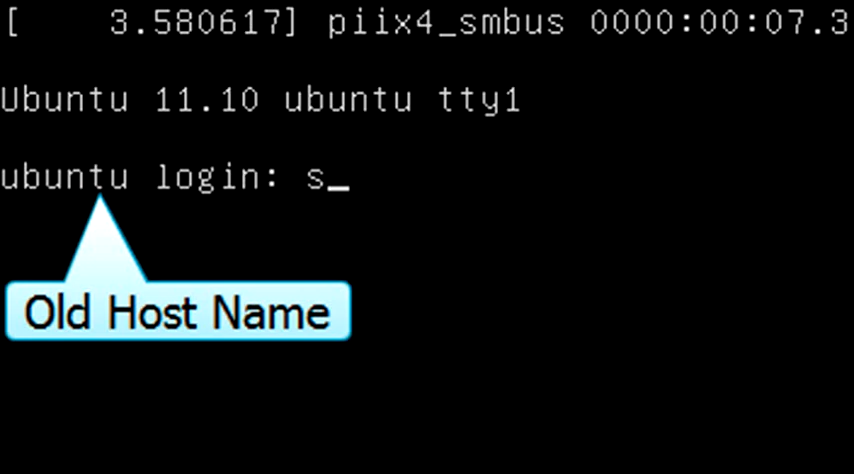 [    3.580617] piix4_smbus 0000:00:07.3
Ubuntu 11.10 ubuntu tty1
ubuntu login: s_
Old Host Name